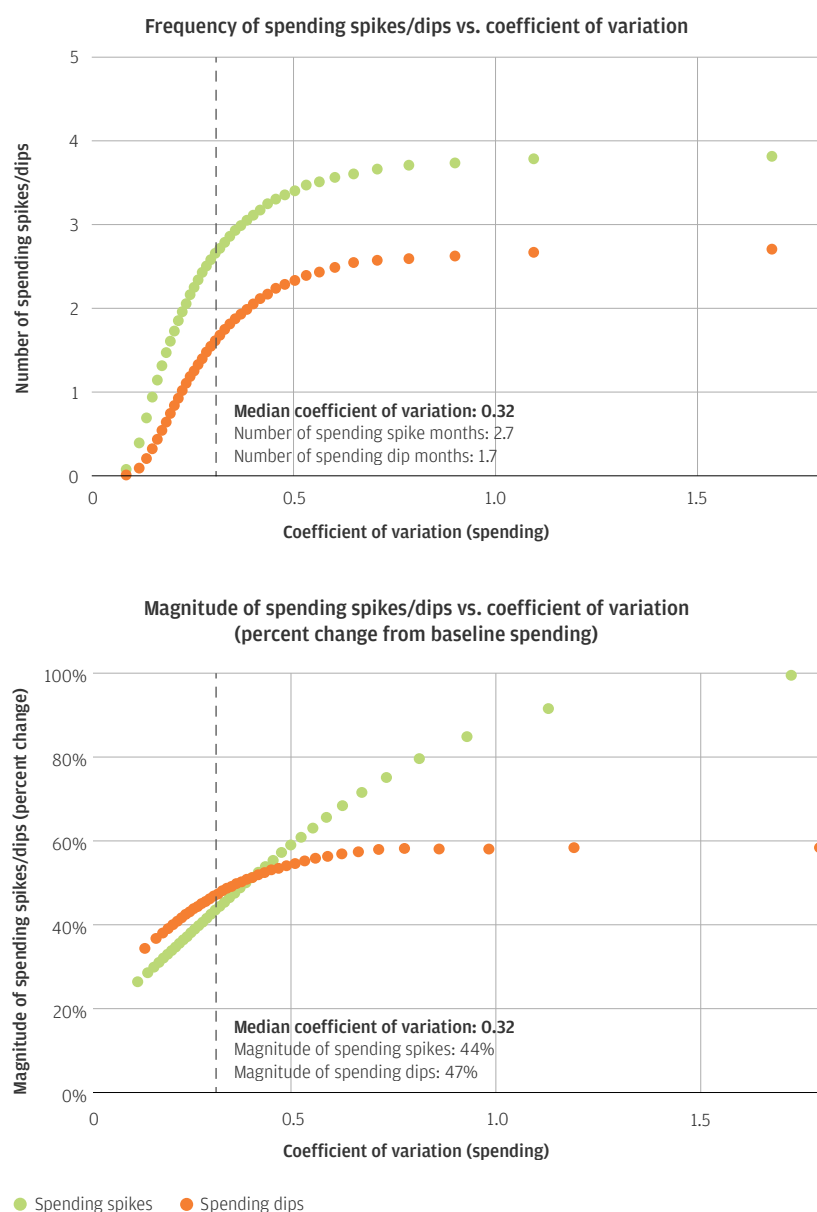 Frequency of spending spikes/dips vs. coefficient of variation
Number of spending spikes/dips
5
4
3
2
1
0
Median coefficient of variation: 0.32
Number of spending spike months: 2.7
Number of spending dip months: 1.7
0
0.5
1.0
1.5
Coefficient of variation (spending)
Magnitude of spending spikes/dips vs. coefficient of variation
(percent change from baseline spending)
Magnitude of spending spikes/dips (percent change)
100%
80%
60%
40%
20%
0%
Median coefficient of variation: 0.32
Magnitude of spending spikes: 44%
Magnitude of spending dips: 47%
0
0.5
1.0
1.5
Coefficient of variation (spending)
Spending spikes
Spending dips